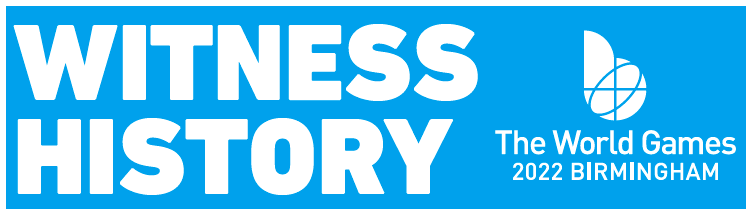 WITNESS
HISTORY
The World Games
2022 BIRMINGHAM